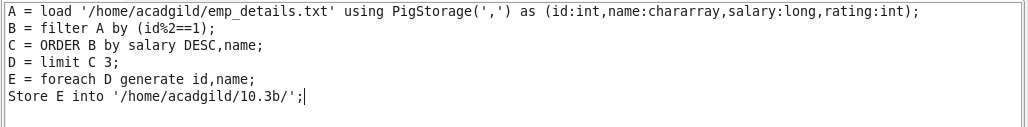 A = load '/home/acadgild/emp_details.txt' using PigStorage(',') as (id:int,name:chararray,salary:long,rating:int);
B = filter A by (id%2==1);
C = ORDER B by salary DESC,name;
D = limit C 3;
E = foreach D generate id,name;
Store E into '/home/acadgild/10.3b/';